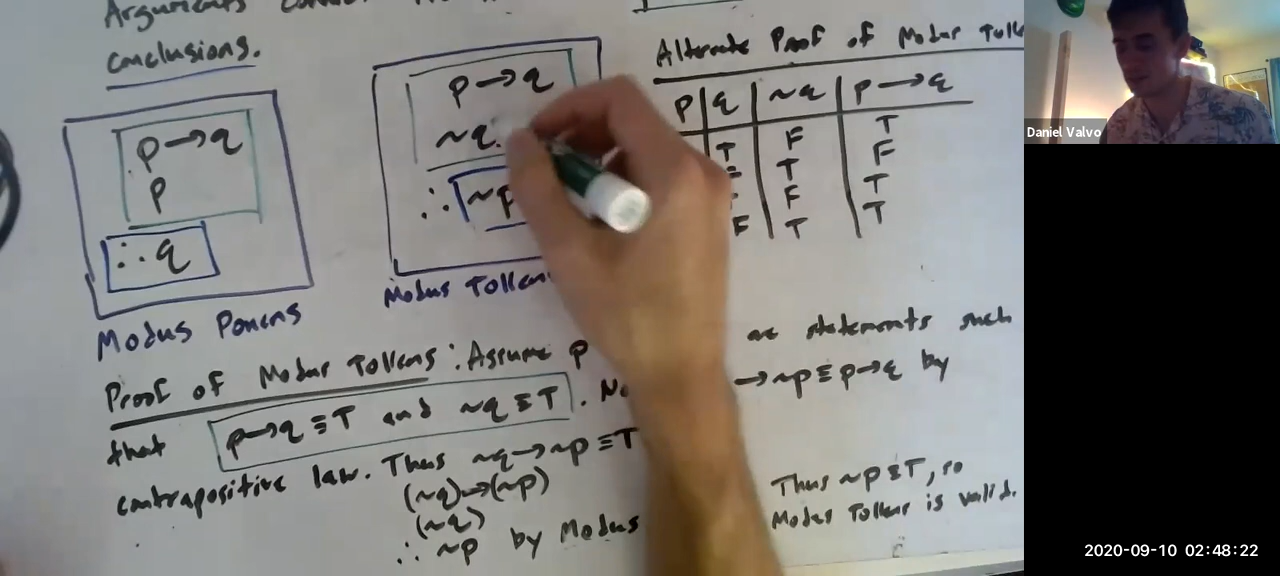 Arguments
conclusions.
p→q
p
∴ q
Modus Ponens
p→q
~q
∴ ~p
Modus Tollens
Alternate Proof of Modus Tollens
p q ~q p→q
T F T
T F
F T
F T T
Proof of Modus Tollens: Assume p are statements such
that p→q≡T and ~q≡T. →~p≡p→q by
contrapositive law. Thus ~q→~p≡T
(~q)→(~p)
(~q)
∴ ~p by Modus
Thus ~p≡T, so
Modus Tollens is valid.
Daniel Valvo
2020-09-10 02:48:22